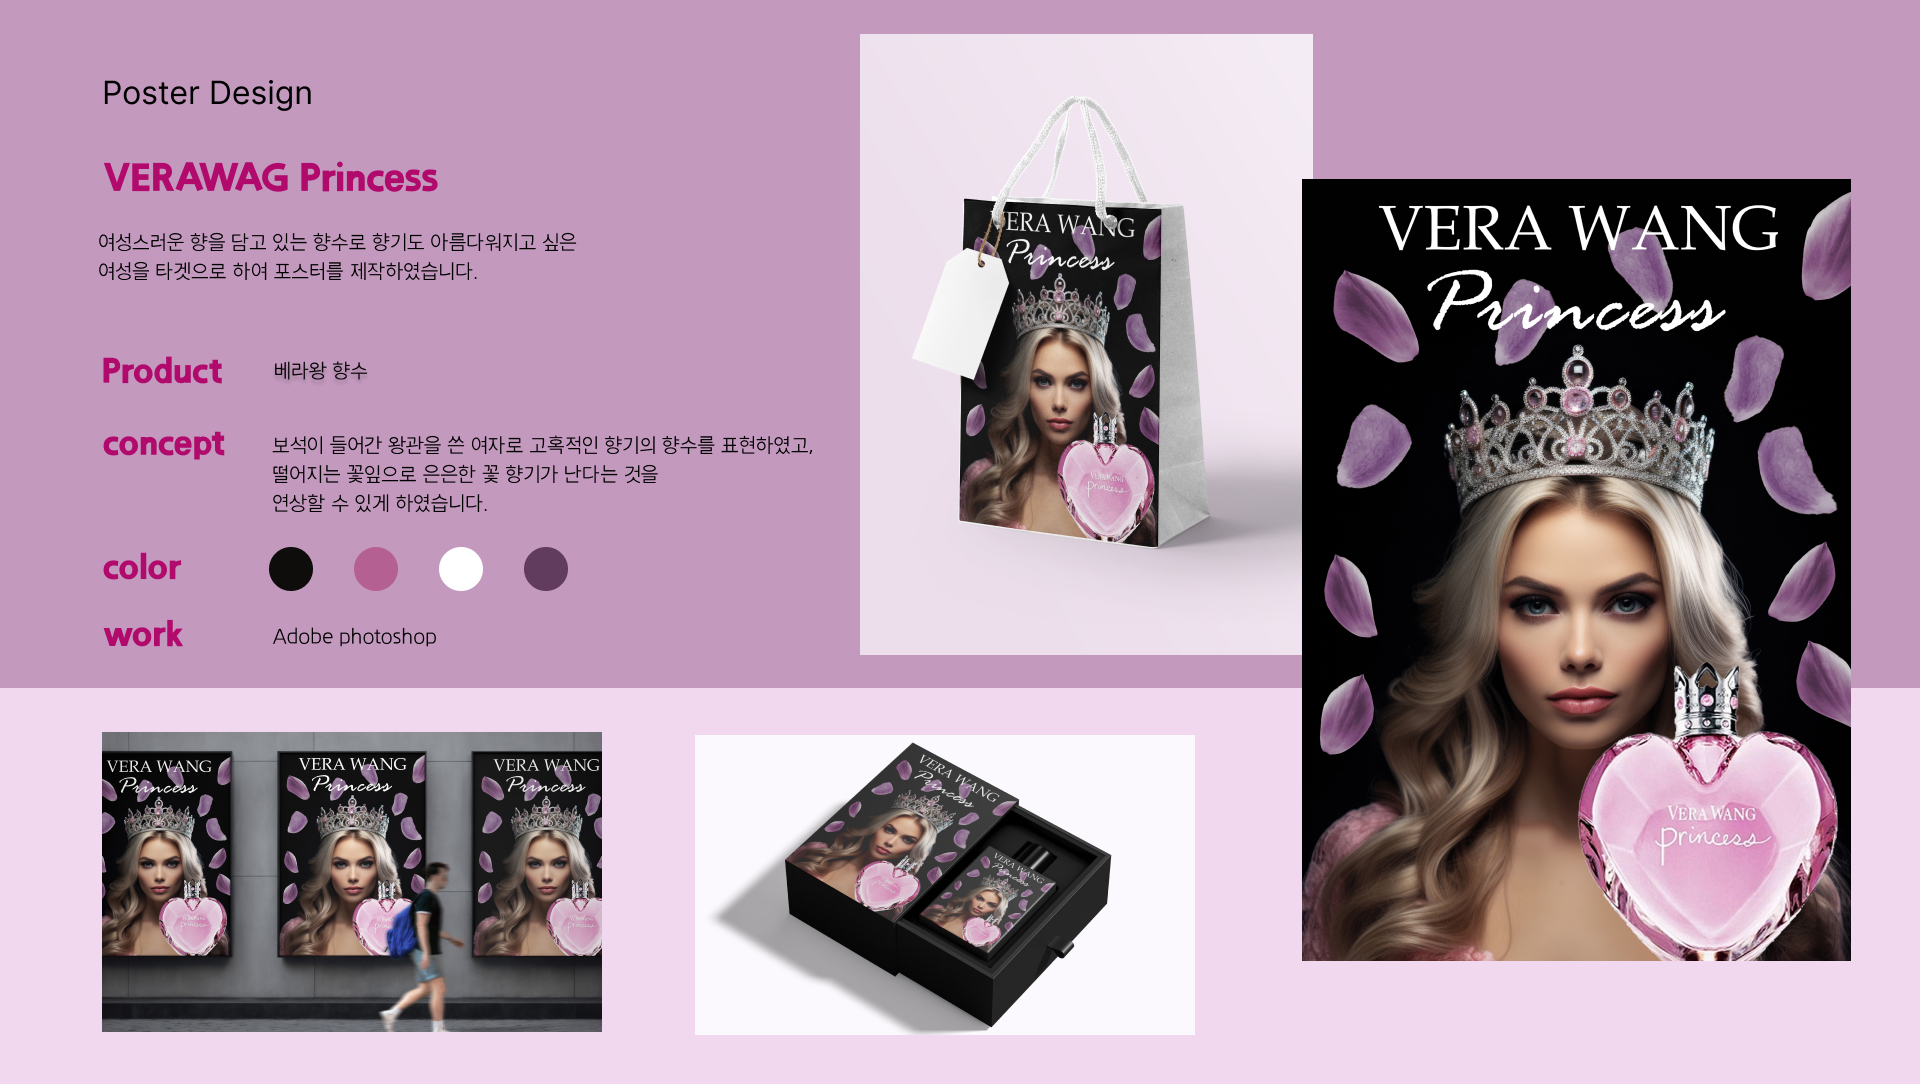 Poster Design
VERAWAG Princess
여성스러운 향을 담고 있는 향수로 향기도 아름다워지고 싶은
여성을 타겟으로 하여 포스터를 제작하였습니다.
Product
베라왕 향수
concept
보석이 들어간 왕관을 쓴 여자로 고혹적인 향기의 향수를 표현하였고,
떨어지는 꽃잎으로 은은한 꽃 향기가 난다는 것을
연상할 수 있게 하였습니다.
color
work
Adobe photoshop
VERA WANG
Princess
VERA WANG
princess
VERA WANG
Princess
VERA WANG
princess
VERA WANG
Princess
VERA WANG
Princess
VERA WANG
Princess
VERA WANG
Princess
VERA WANG
Princess